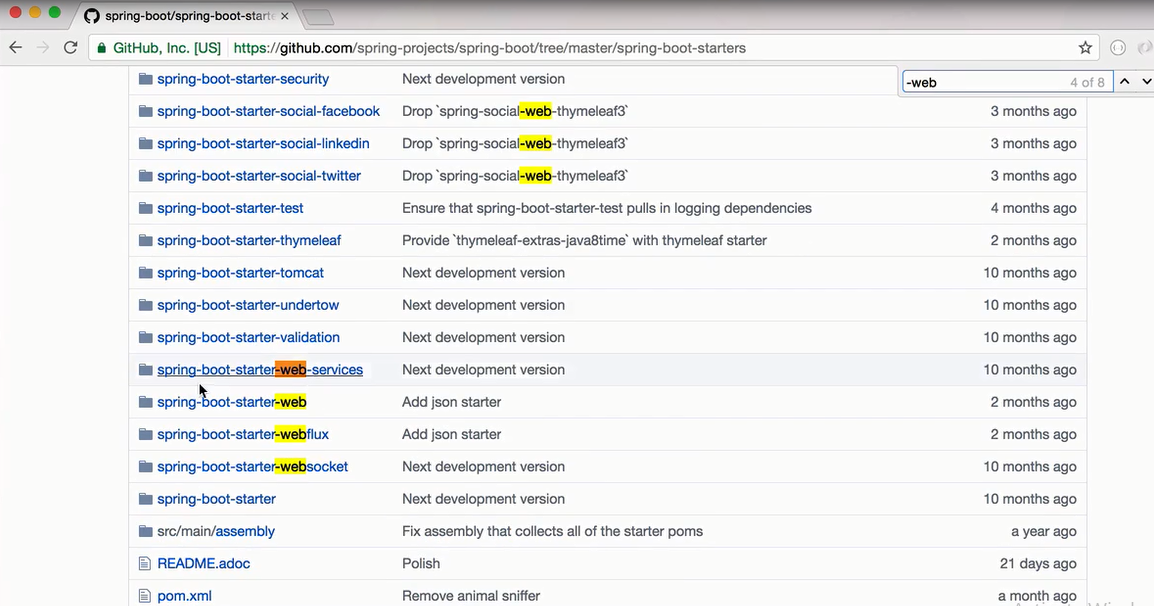 spring-boot/spring-boot-starte
GitHub, Inc. [US] https://github.com/spring-projects/spring-boot/tree/master/spring-boot-starters
-web 4 of 8
spring-boot-starter-security Next development version
spring-boot-starter-social-facebook Drop `spring-social-web-thymeleaf3` 3 months ago
spring-boot-starter-social-linkedin Drop `spring-social-web-thymeleaf3` 3 months ago
spring-boot-starter-social-twitter Drop `spring-social-web-thymeleaf3` 3 months ago
spring-boot-starter-test Ensure that spring-boot-starter-test pulls in logging dependencies 4 months ago
spring-boot-starter-thymeleaf Provide `thymeleaf-extras-java8time` with thymeleaf starter 2 months ago
spring-boot-starter-tomcat Next development version 10 months ago
spring-boot-starter-undertow Next development version 10 months ago
spring-boot-starter-validation Next development version 10 months ago
spring-boot-starter-web-services Next development version 10 months ago
spring-boot-starter-web Add json starter 2 months ago
spring-boot-starter-webflux Add json starter 2 months ago
spring-boot-starter-websocket Next development version 10 months ago
spring-boot-starter Next development version 10 months ago
src/main/assembly Fix assembly that collects all of the starter poms a year ago
README.adoc Polish 21 days ago
pom.xml Remove animal sniffer a month ago